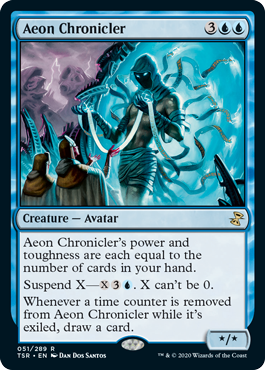 Aeon Chronicler 3
Creature — Avatar
Aeon Chronicler's power and
toughness are each equal to the
number of cards in your hand.
Suspend X—X 3. X can't be 0.
Whenever a time counter is removed
from Aeon Chronicler while it's
exiled, draw a card.
*/*
051/289 R
TSR • EN DAN DOS SANTOS ™ & © 2020 Wizards of the Coast